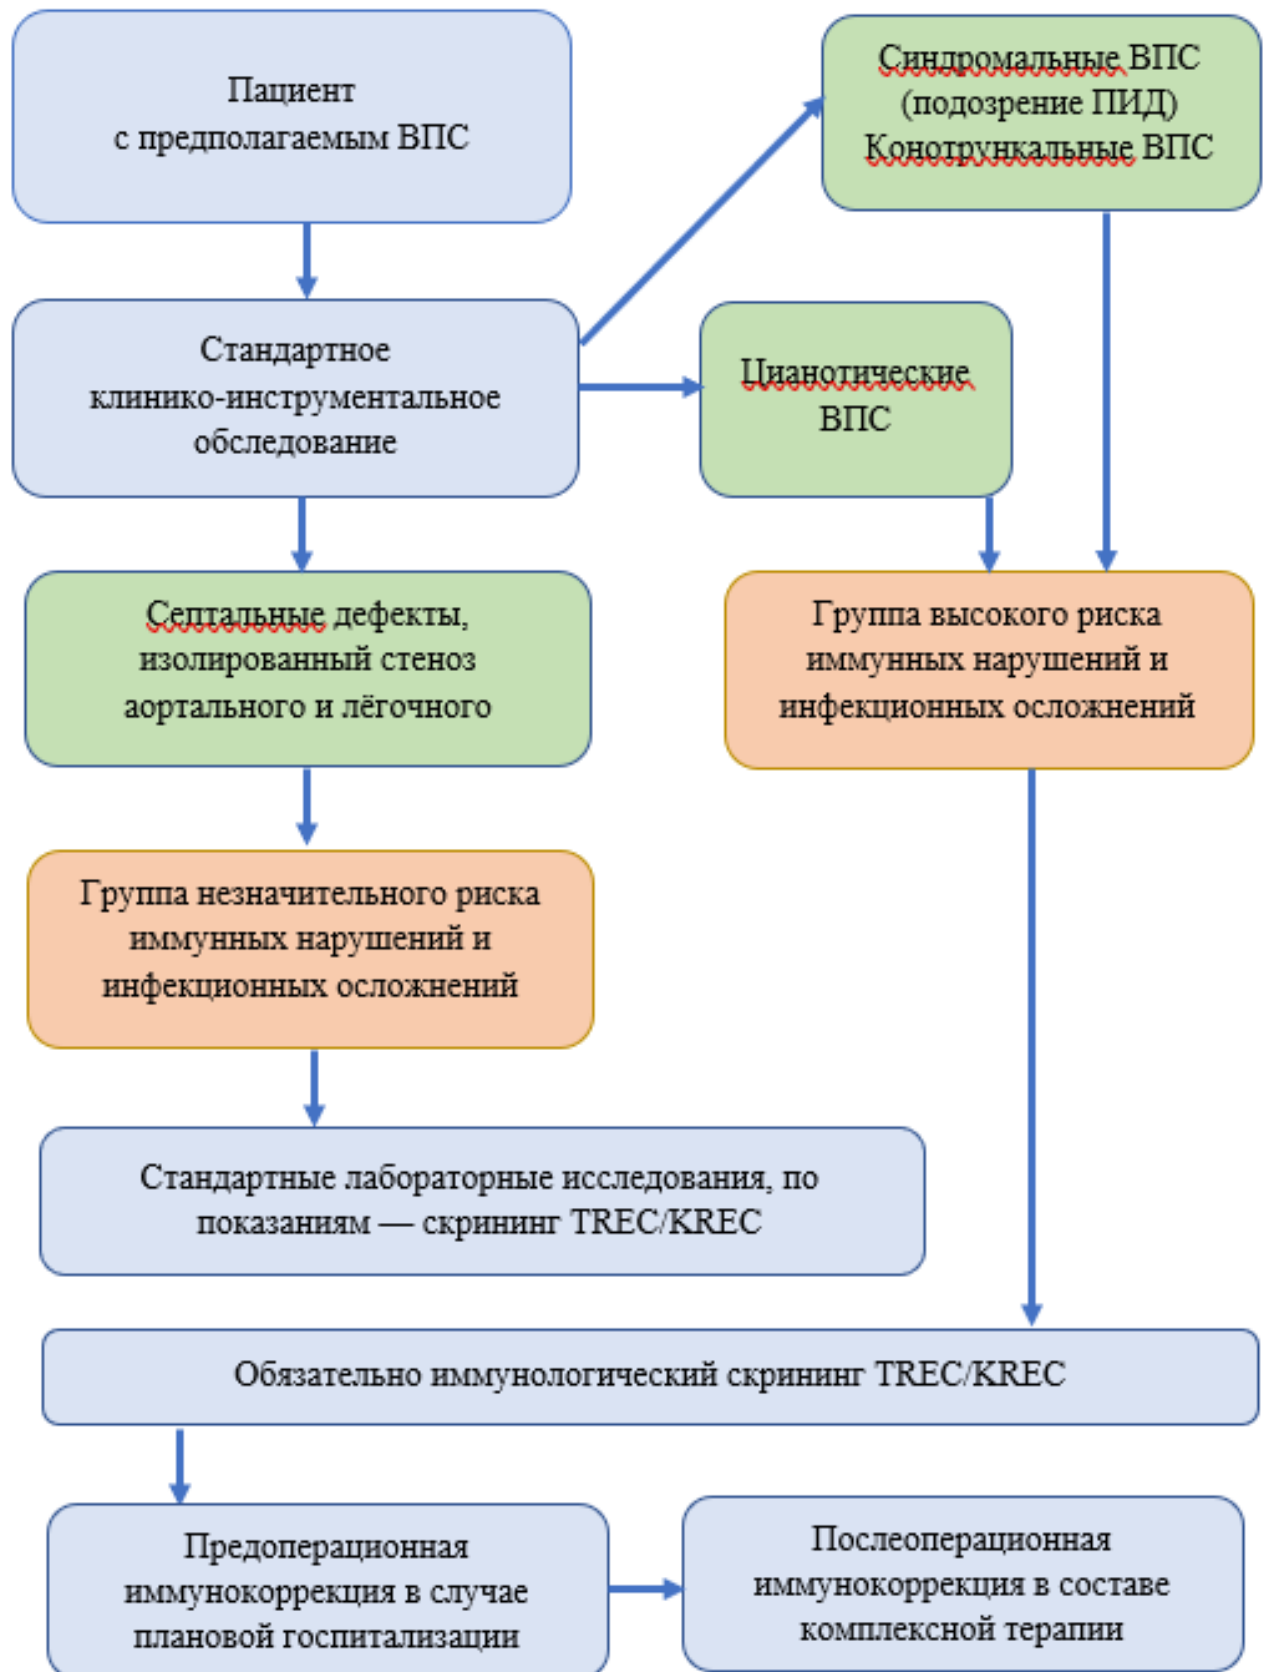 Пациент
с предполагаемым ВПС
Синдромальные ВПС
(подозрение ПИД)
Конотрункальные ВПС
Стандартное
клинико-инструментальное
обследование
Цианотические
ВПС
Септальные дефекты,
изолированный стеноз
аортального и лёгочного
Группа высокого риска
иммунных нарушений и
инфекционных осложнений
Группа незначительного риска
иммунных нарушений и
инфекционных осложнений
Стандартные лабораторные исследования, по
показаниям — скрининг TREC/KREC
Обязательно иммунологический скрининг TREC/KREC
Предоперационная
иммунокоррекция в случае
плановой госпитализации
Послеоперационная
иммунокоррекция в составе
комплексной терапии